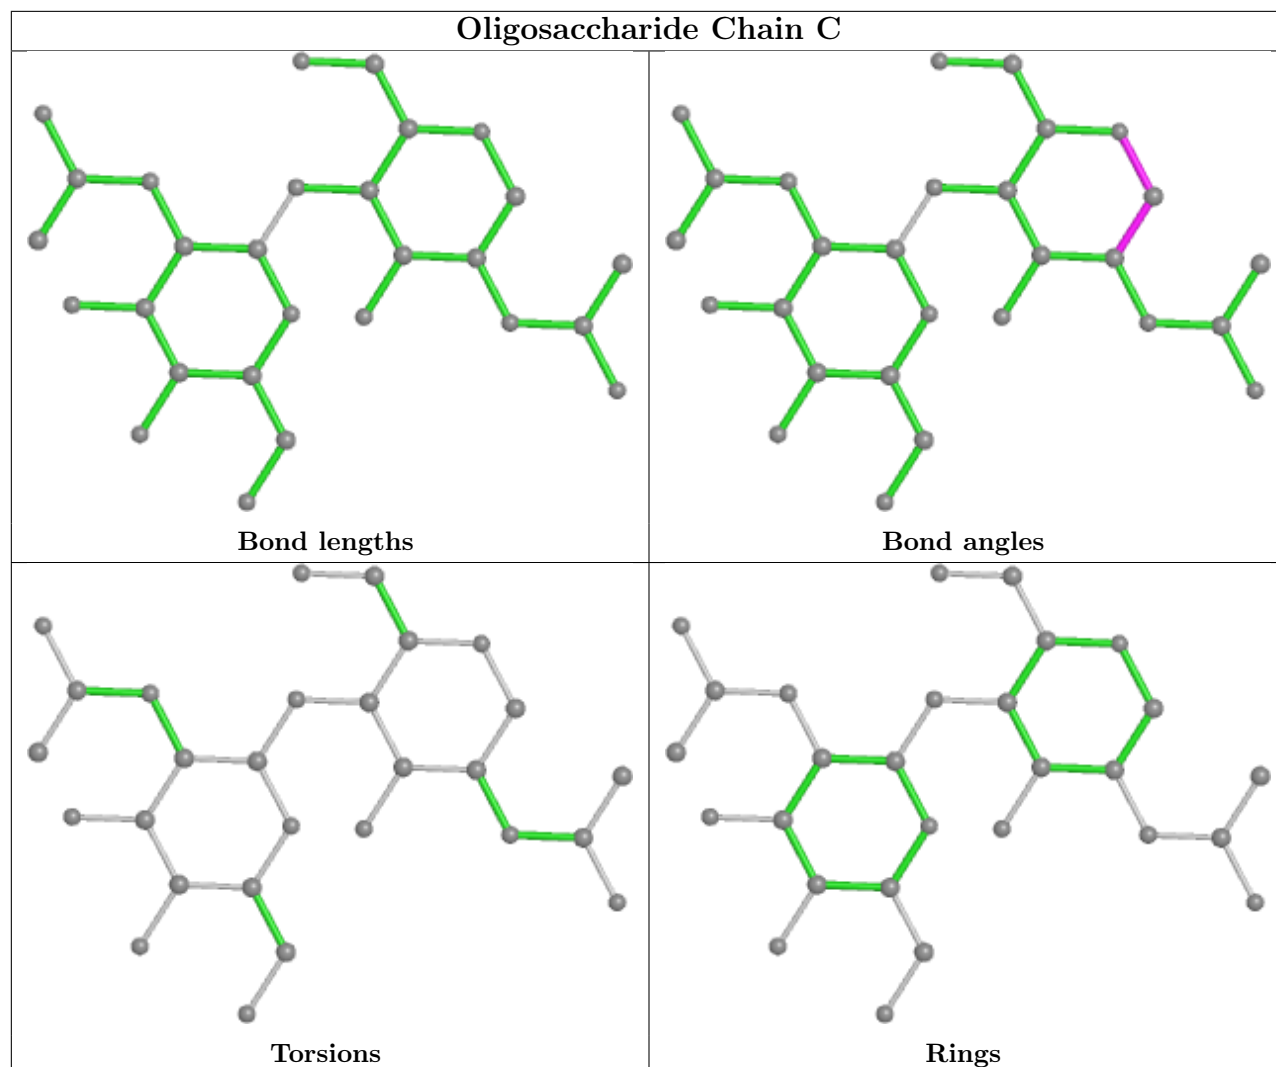 Oligosaccharide Chain C
Bond lengths
Bond angles
Torsions
Rings